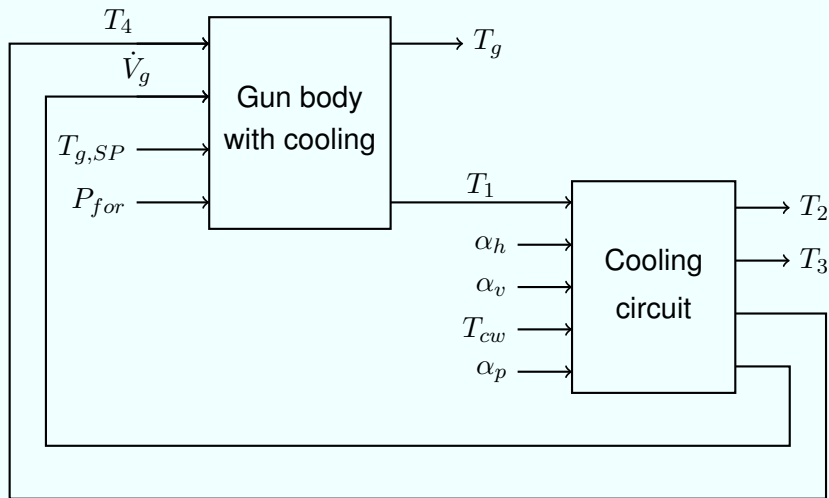 T_4
T_g
V̇_g
Gun body
with cooling
T_{g,SP}
P_{for}
T_1
T_2
α_h
T_3
Cooling
α_v
circuit
T_{cw}
α_p